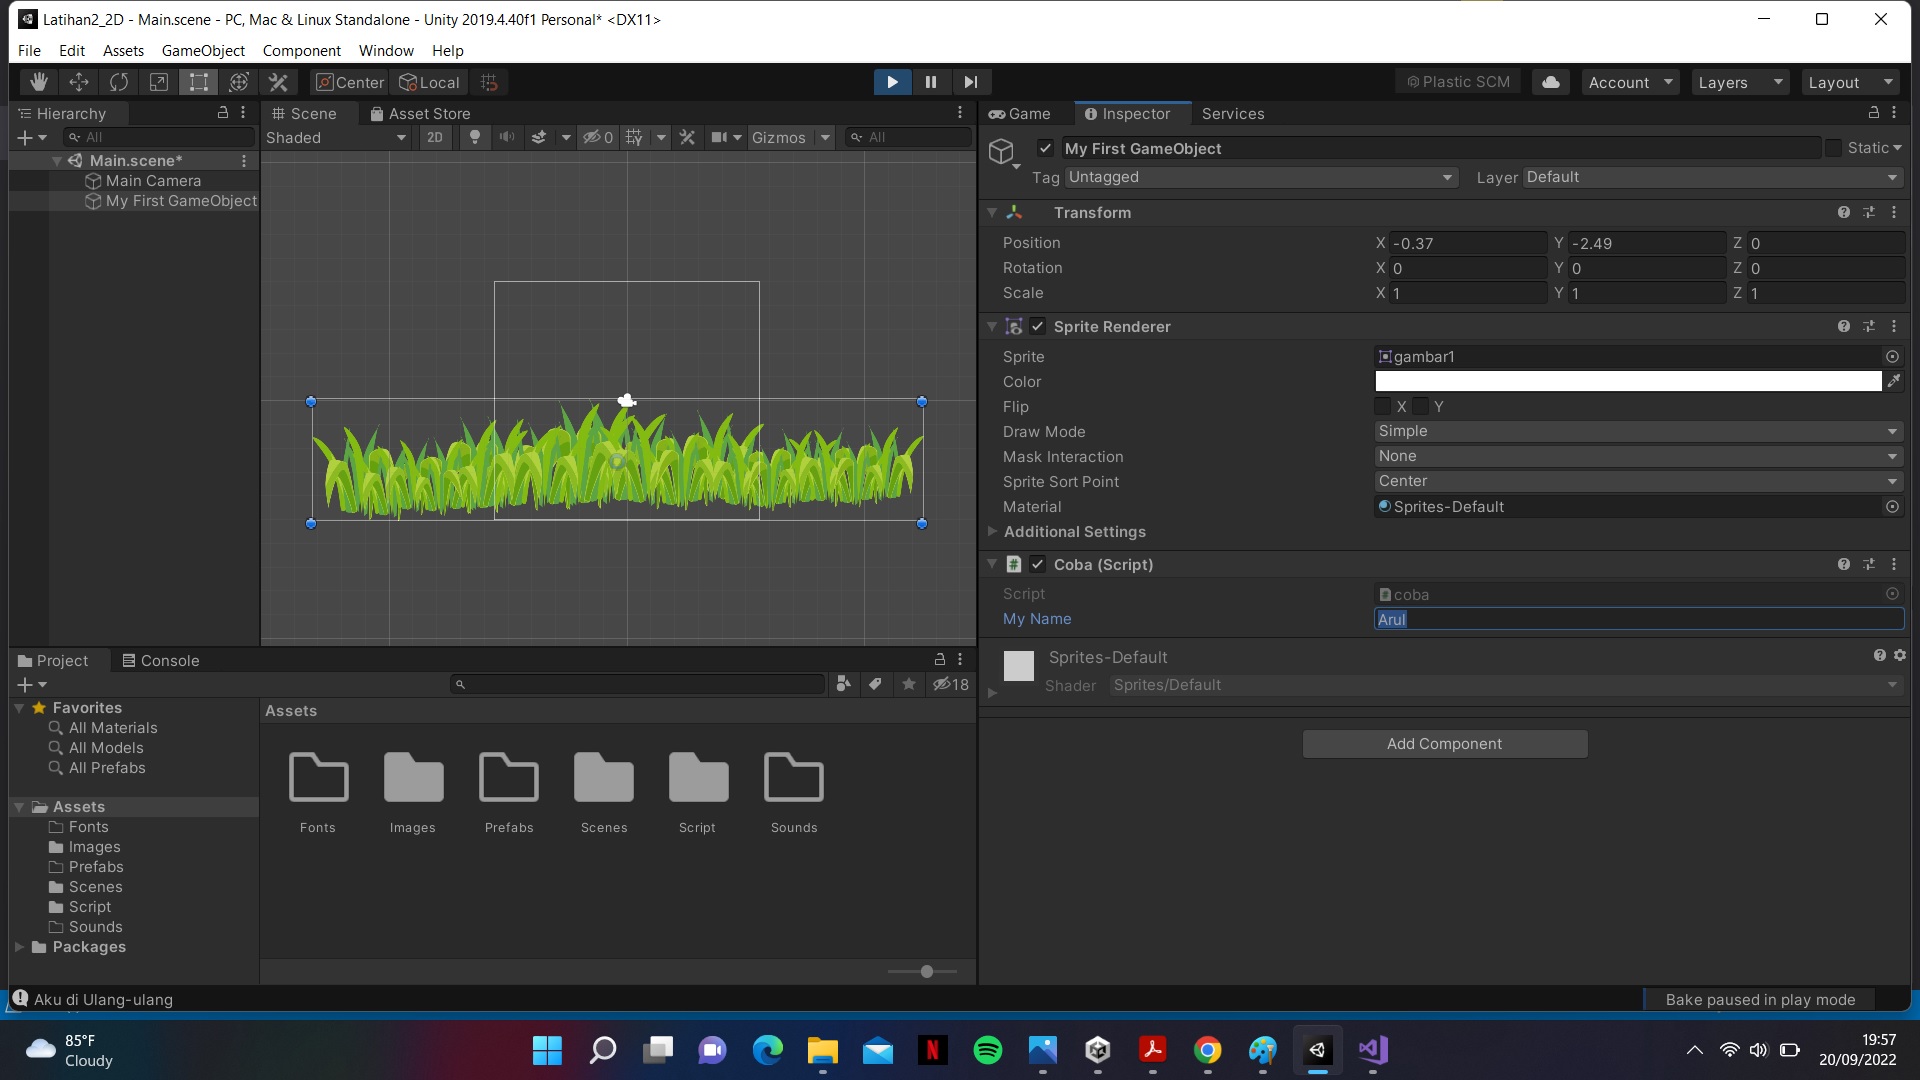 Latihan2_2D - Main.scene - PC, Mac & Linux Standalone - Unity 2019.4.40f1 Personal* <DX11>
File Edit Assets GameObject Component Window Help
Center Local Plastic SCM Account Layers Layout
Hierarchy
All
Main.scene*
Main Camera
My First GameObject
Scene Asset Store
Shaded 2D 0 Gizmos All
Game Inspector Services
My First GameObject Static
Tag Untagged Layer Default
Transform
Position X -0.37 Y -2.49 Z 0
Rotation X 0 Y 0 Z 0
Scale X 1 Y 1 Z 1
Sprite Renderer
Sprite gambar1
Color
Flip X Y
Draw Mode Simple
Mask Interaction None
Sprite Sort Point Center
Material Sprites-Default
Additional Settings
# Coba (Script)
Script coba
My Name Arul
Sprites-Default
Shader Sprites/Default
Add Component
Project Console
18
Favorites
All Materials
All Models
All Prefabs
Assets
Fonts
Images
Prefabs
Scenes
Script
Sounds
Packages
Assets
Fonts Images Prefabs Scenes Script Sounds
Aku di Ulang-ulang
Bake paused in play mode
85°F
Cloudy
19:57
20/09/2022